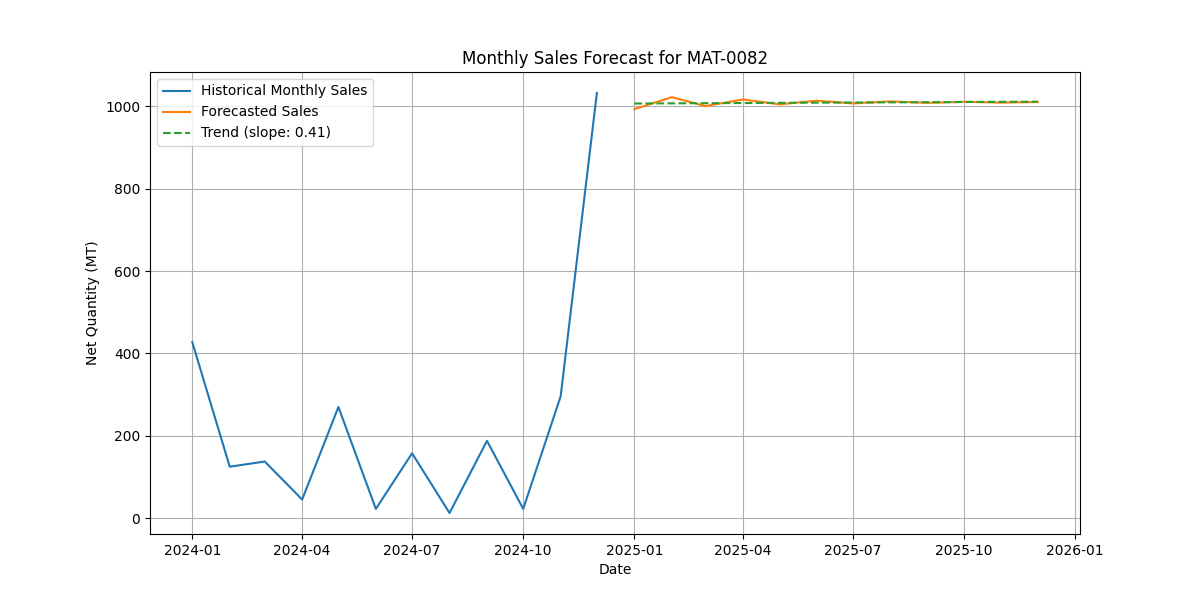 Monthly Sales Forecast for MAT-0082
Historical Monthly Sales
Forecasted Sales
Trend (slope: 0.41)
Net Quantity (MT)
1000
800
600
400
200
0
2024-01 2024-04 2024-07 2024-10 2025-01 2025-04 2025-07 2025-10 2026-01
Date